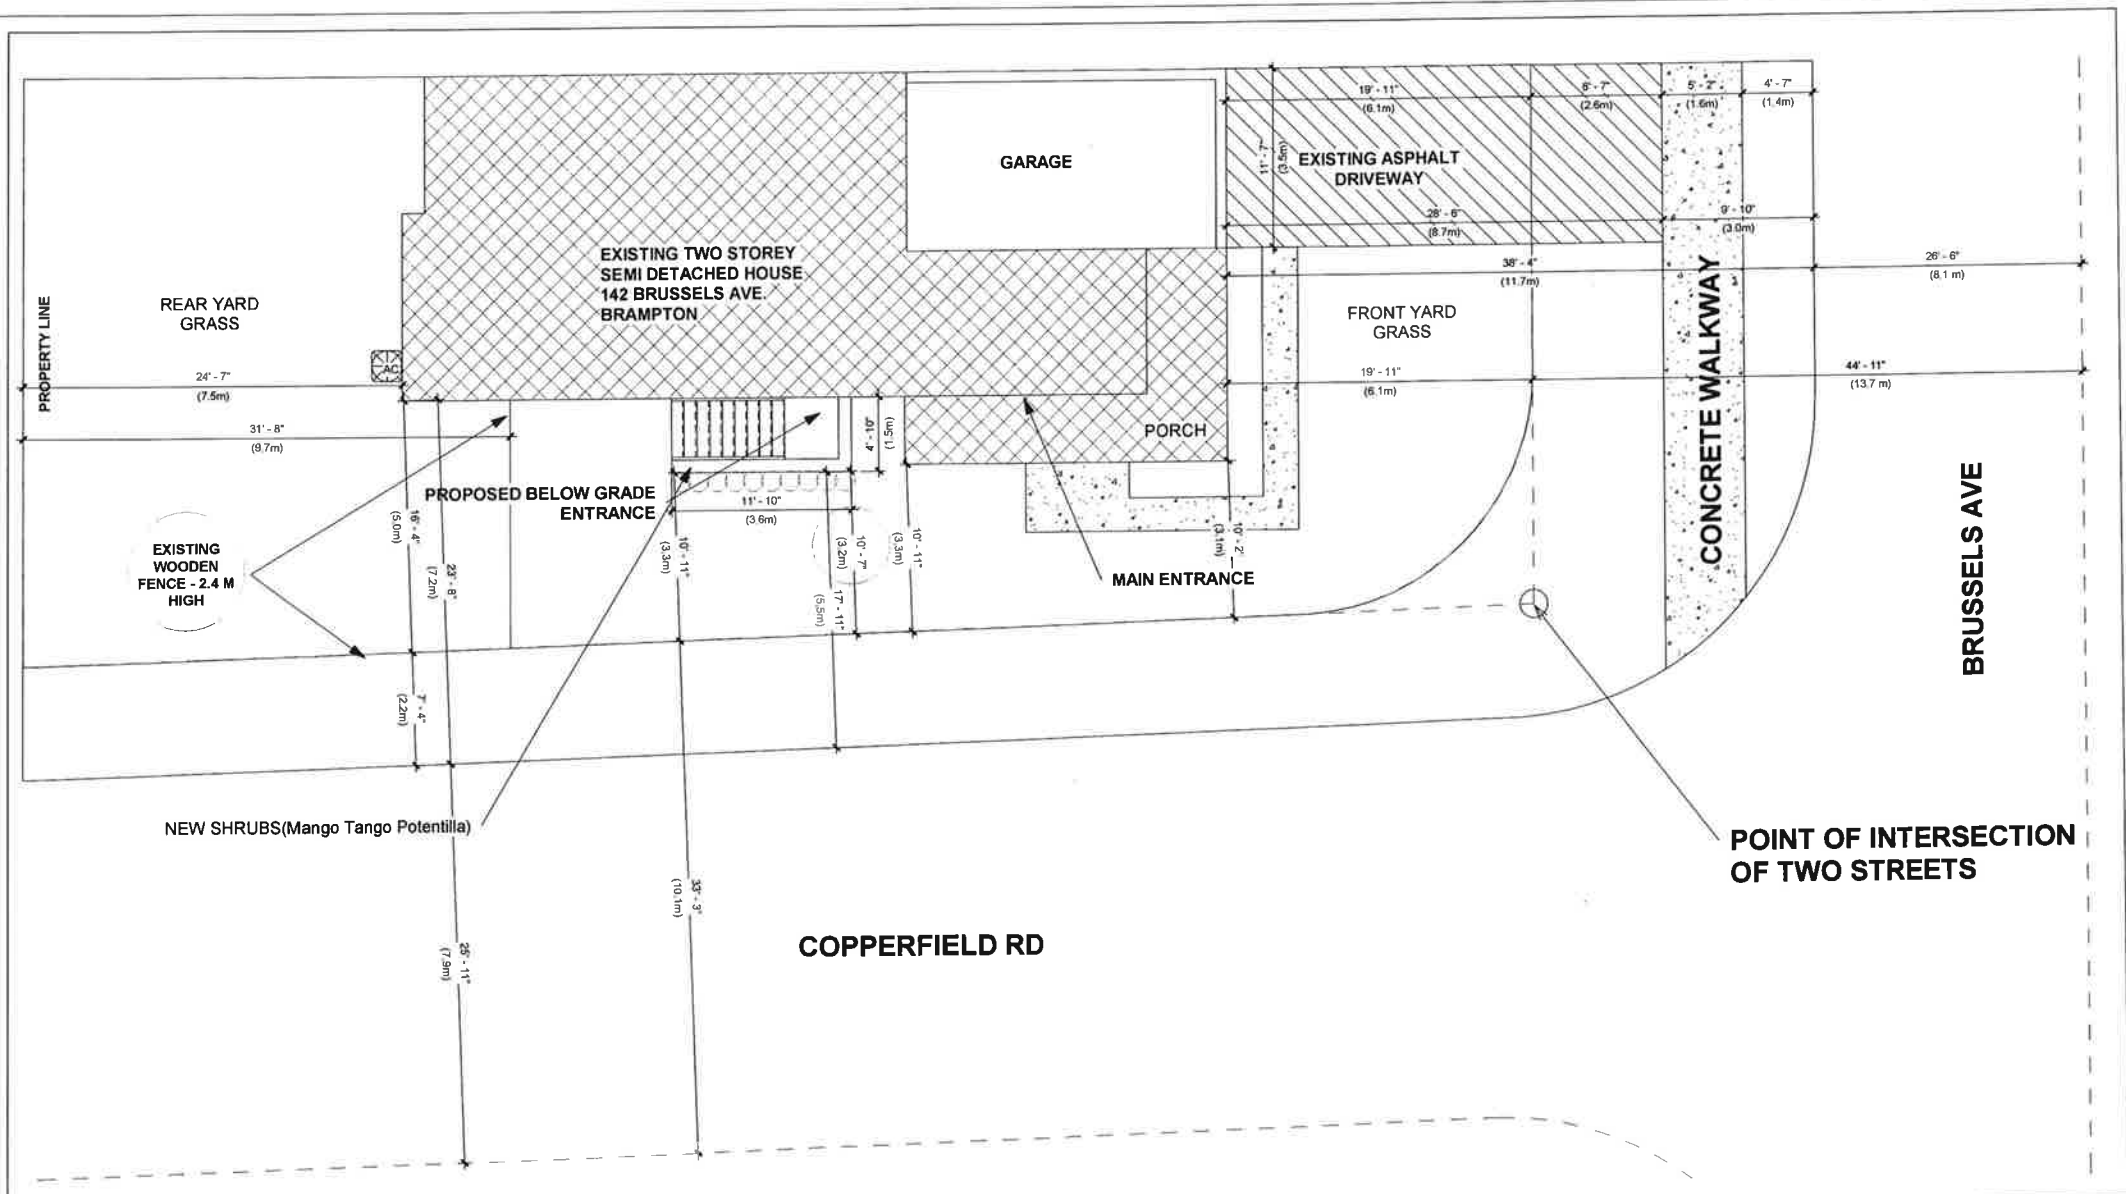 19' - 11"
(6.1m)
8' - 7"
(2.6m)
5' - 2"
(1.6m)
4' - 7"
(1.4m)
GARAGE
11' - 7"
(3.5m)
EXISTING ASPHALT
DRIVEWAY
28' - 6"
(8.7m)
9' - 10"
(3.0m)
EXISTING TWO STOREY
SEMI DETACHED HOUSE
142 BRUSSELS AVE.
BRAMPTON
38' - 4"
(11.7m)
26' - 6"
(8.1 m)
REAR YARD
GRASS
PROPERTY LINE
FRONT YARD
GRASS
CONCRETE WALKWAY
AC
24' - 7"
(7.5m)
19' - 11"
(6.1m)
44' - 11"
(13.7 m)
31' - 8"
(9.7m)
4' - 10"
(1.5m)
PORCH
PROPOSED BELOW GRADE
ENTRANCE
11' - 10"
(3.6m)
16' - 4"
(5.0m)
23' - 8"
(7.2m)
10' - 11"
(3.3m)
10' - 7"
(3.2m)
17' - 11"
(5.5m)
10' - 11"
(3.3m)
10' - 2"
(3.1m)
EXISTING
WOODEN
FENCE - 2.4 M
HIGH
MAIN ENTRANCE
BRUSSELS AVE
7' - 4"
(2.2m)
NEW SHRUBS(Mango Tango Potentilla)
POINT OF INTERSECTION
OF TWO STREETS
33' - 3"
(10.1m)
25' - 11"
(7.9m)
COPPERFIELD RD